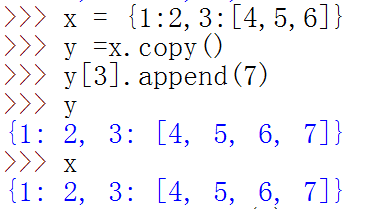 >>> x = {1:2,3:[4,5,6]}
>>> y =x.copy()
>>> y[3].append(7)
>>> y
{1: 2, 3: [4, 5, 6, 7]}
>>> x
{1: 2, 3: [4, 5, 6, 7]}